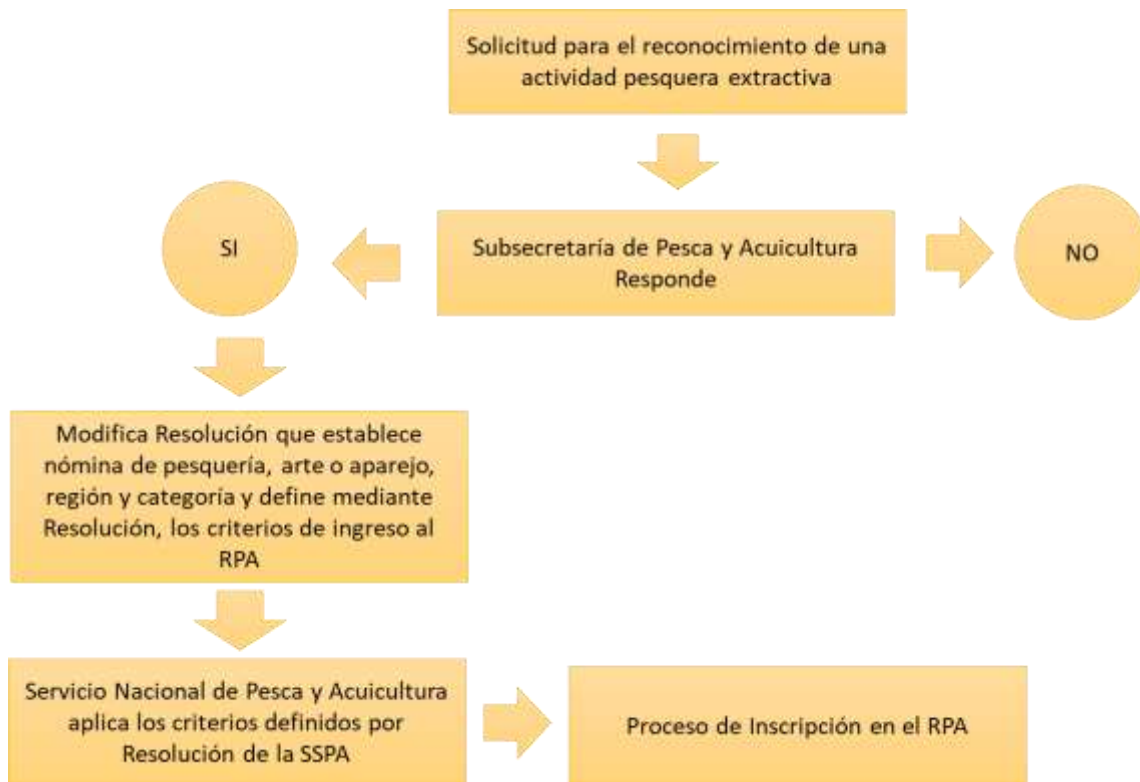 Solicitud para el reconocimiento de una
actividad pesquera extractiva
SI
Subsecretaría de Pesca y Acuicultura
Responde
NO
Modifica Resolución que establece
nómina de pesquería, arte o aparejo,
región y categoría y define mediante
Resolución, los criterios de ingreso al
RPA
Servicio Nacional de Pesca y Acuicultura
aplica los criterios definidos por
Resolución de la SSPA
Proceso de Inscripción en el RPA